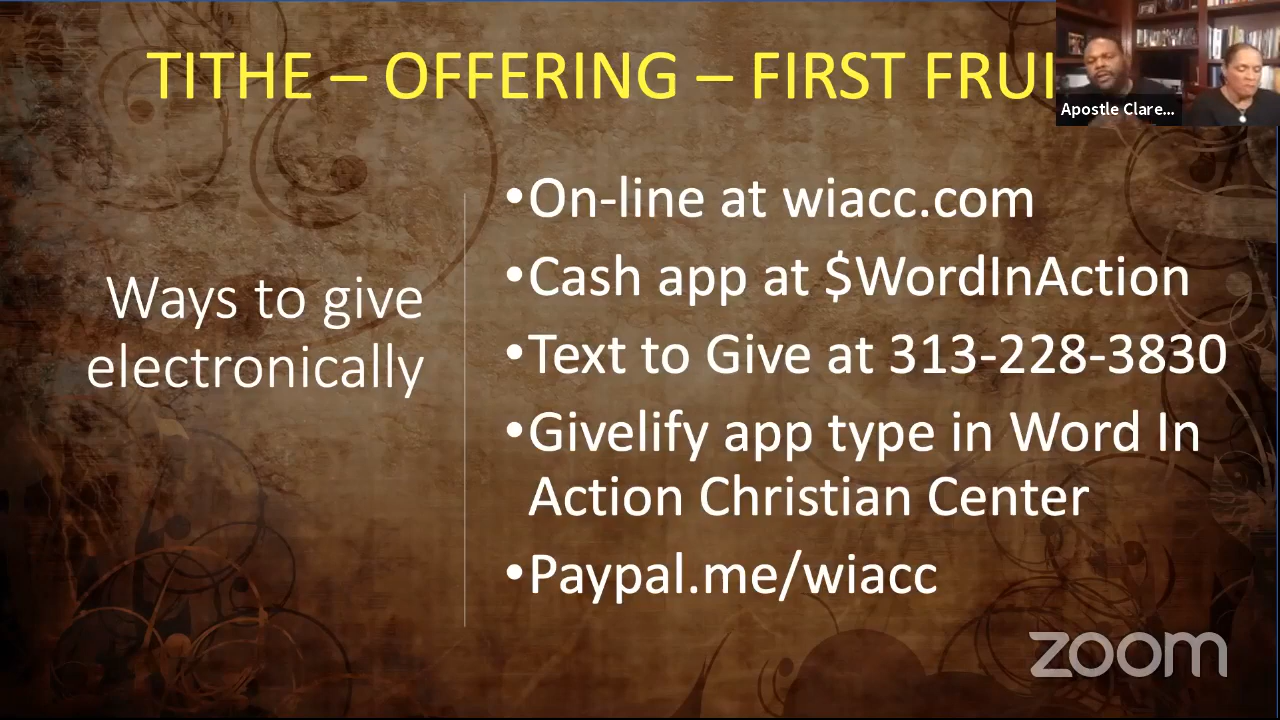 TITHE – OFFERING – FIRST FRUI
Apostle Clare...
•On-line at wiacc.com
•Cash app at $WordInAction
Ways to give
electronically
•Text to Give at 313-228-3830
•Givelify app type in Word In
Action Christian Center
•Paypal.me/wiacc
zoom